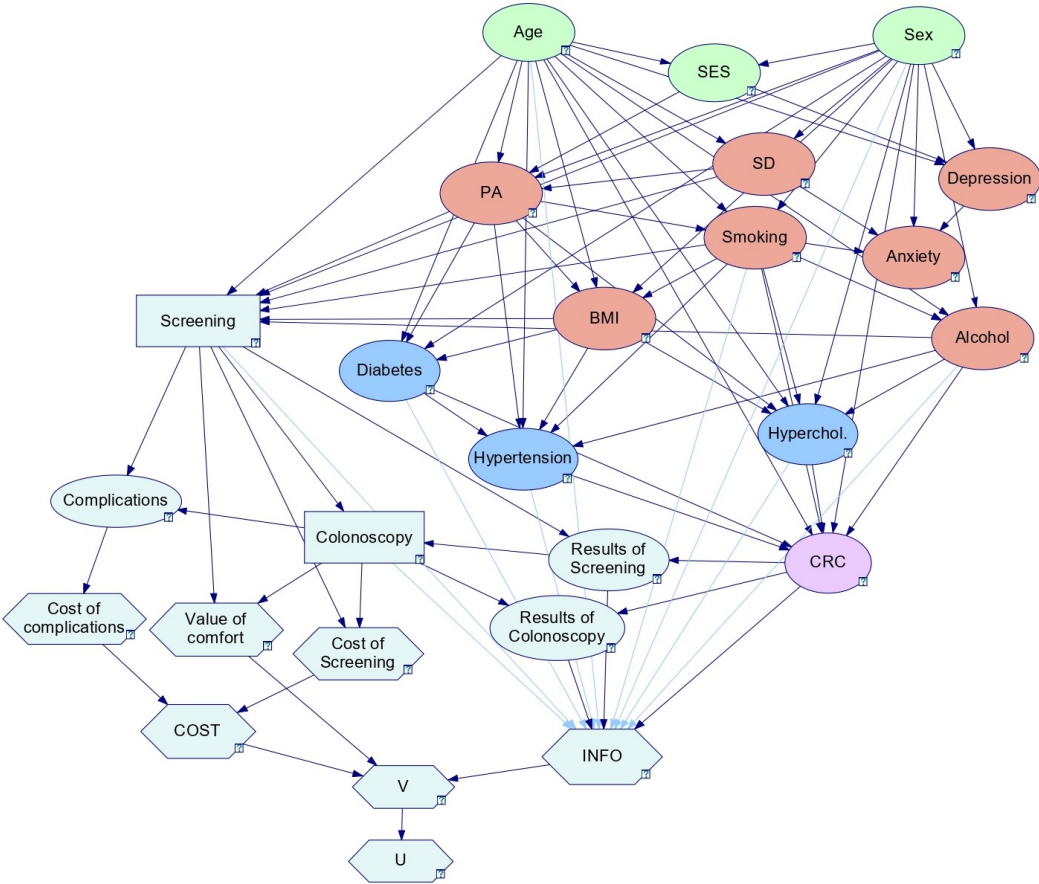 Age
Sex
SES
SD
PA
Depression
Smoking
Anxiety
Screening
BMI
Alcohol
Diabetes
Hyperchol.
Hypertension
Complications
Colonoscopy
Results of
Screening
CRC
Cost of
complications
Value of
comfort
Results of
Colonoscopy
Cost of
Screening
COST
INFO
V
U